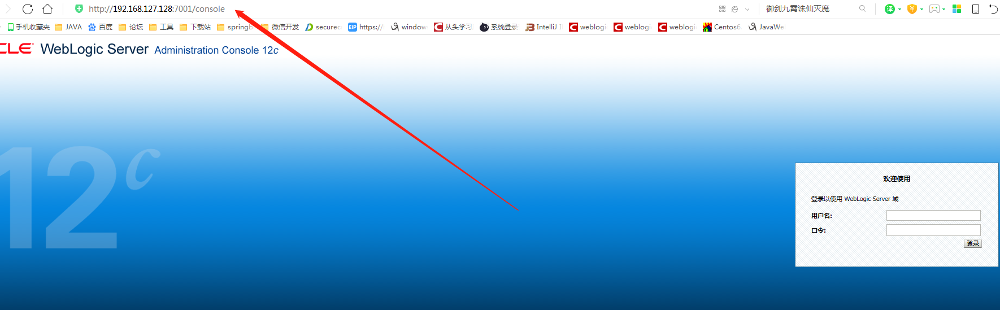 http://192.168.127.128:7001/console 御剑九霄诛仙灭魔 译
手机收藏夹 JAVA 百度 论坛 工具 下载站 springb 微信开发 securec EIP https:// window 从头学习 系统登录 IntelliJ I weblogi weblogi weblogi Centos6. JavaWe
CLE WebLogic Server Administration Console 12c
12c
欢迎使用
登录以使用 WebLogic Server 域
用户名:
口令:
登录